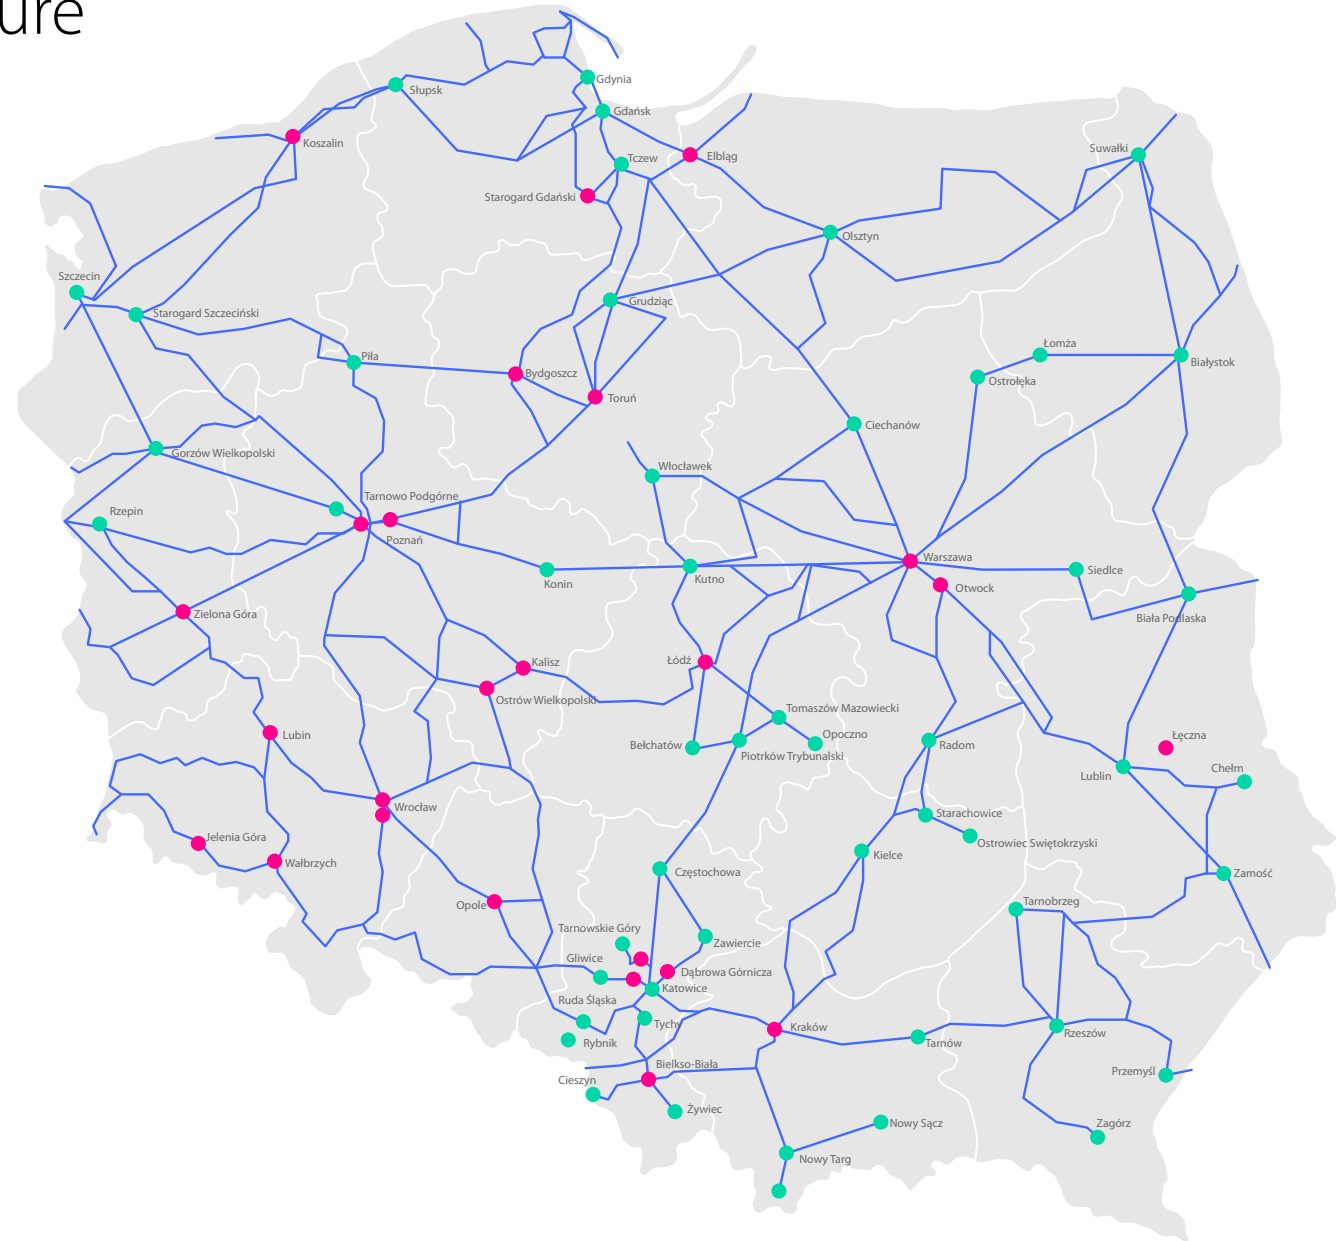 ure
Gdynia
Słupsk
Gdańsk
Koszalin
Suwałki
Tczew
Elbląg
Starogard Gdański
Olsztyn
Szczecin
Grudziąc
Starogard Szczeciński
Łomża
Piła
Białystok
Bydgoszcz
Ostrołęka
Toruń
Ciechanów
Gorzów Wielkopolski
Włocławek
Tarnowo Podgórne
Rzepin
Poznań
Warszawa
Konin
Kutno
Siedlce
Otwock
Zielona Góra
Biała Podlaska
Kalisz
Łódź
Ostrów Wielkopolski
Tomaszów Mazowiecki
Lubin
Bełchatów
Opoczno
Łęczna
Piotrków Trybunalski
Radom
Chełm
Lublin
Wrocław
Starachowice
Jelenia Góra
Ostrowiec Swiętokrzyski
Kielce
Wałbrzych
Częstochowa
Zamość
Opole
Tarnobrzeg
Tarnowskie Góry
Zawiercie
Gliwice
Dąbrowa Górnicza
Katowice
Ruda Śląska
Tychy
Kraków
Rzeszów
Rybnik
Tarnów
Bielkso-Biała
Przemyśl
Cieszyn
Żywiec
Nowy Sącz
Zagórz
Nowy Targ